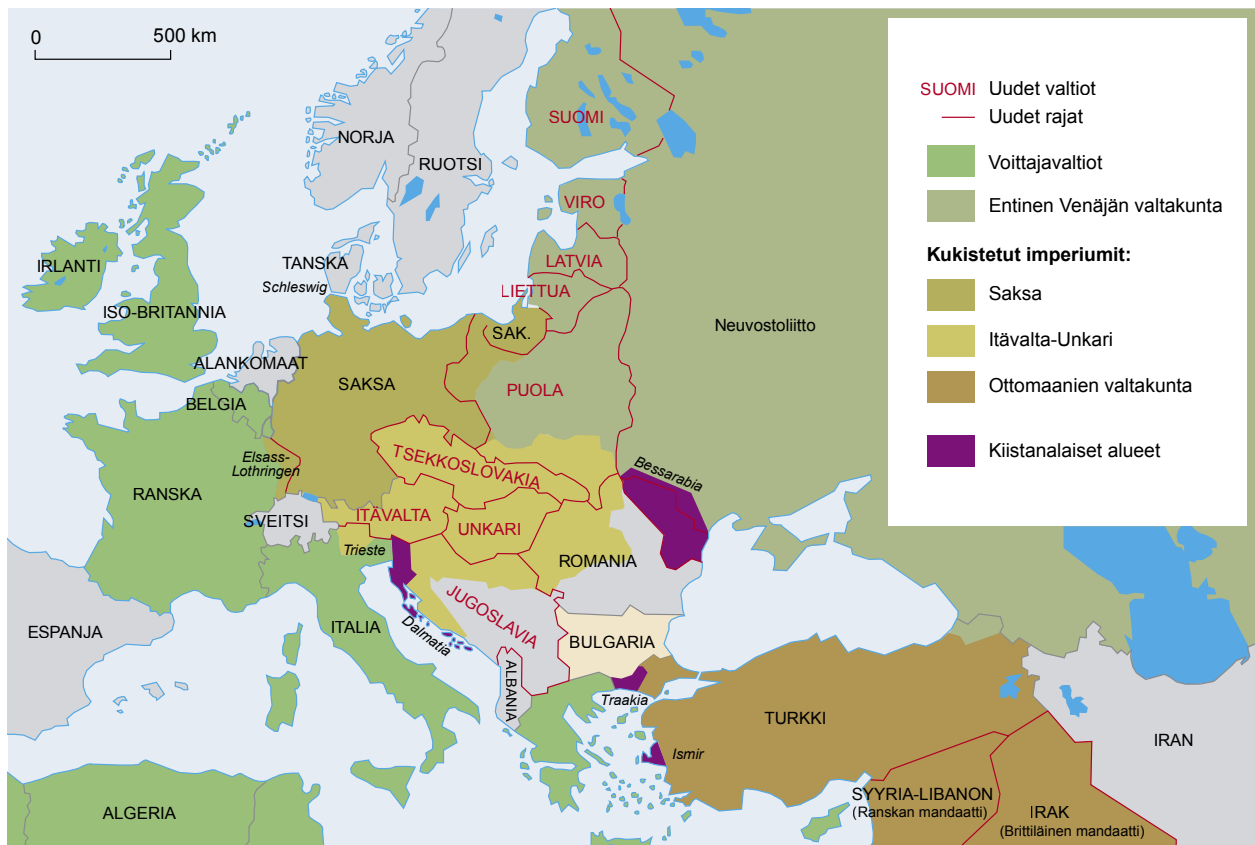 0 500 km
SUOMI Uudet valtiot
Uudet rajat
Voittajavaltiot
Entinen Venäjän valtakunta
Kukistetut imperiumit:
Saksa
Itävalta-Unkari
Ottomaanien valtakunta
Kiistanalaiset alueet
SUOMI
NORJA
RUOTSI
VIRO
IRLANTI
TANSKA
LATVIA
Schleswig
LIETTUA
ISO-BRITANNIA
SAK.
Neuvostoliitto
ALANKOMAAT
SAKSA
PUOLA
BELGIA
Elsass-
Lothringen
TSEKKOSLOVAKIA
Bessarabia
RANSKA
SVEITSI
ITÄVALTA
UNKARI
Trieste
ROMANIA
JUGOSLAVIA
ESPANJA
ITALIA
Dalmatia
BULGARIA
ALBANIA
Traakia
TURKKI
IRAN
Ismir
ALGERIA
SYYRIA-LIBANON
(Ranskan mandaatti)
IRAK
(Brittiläinen mandaatti)